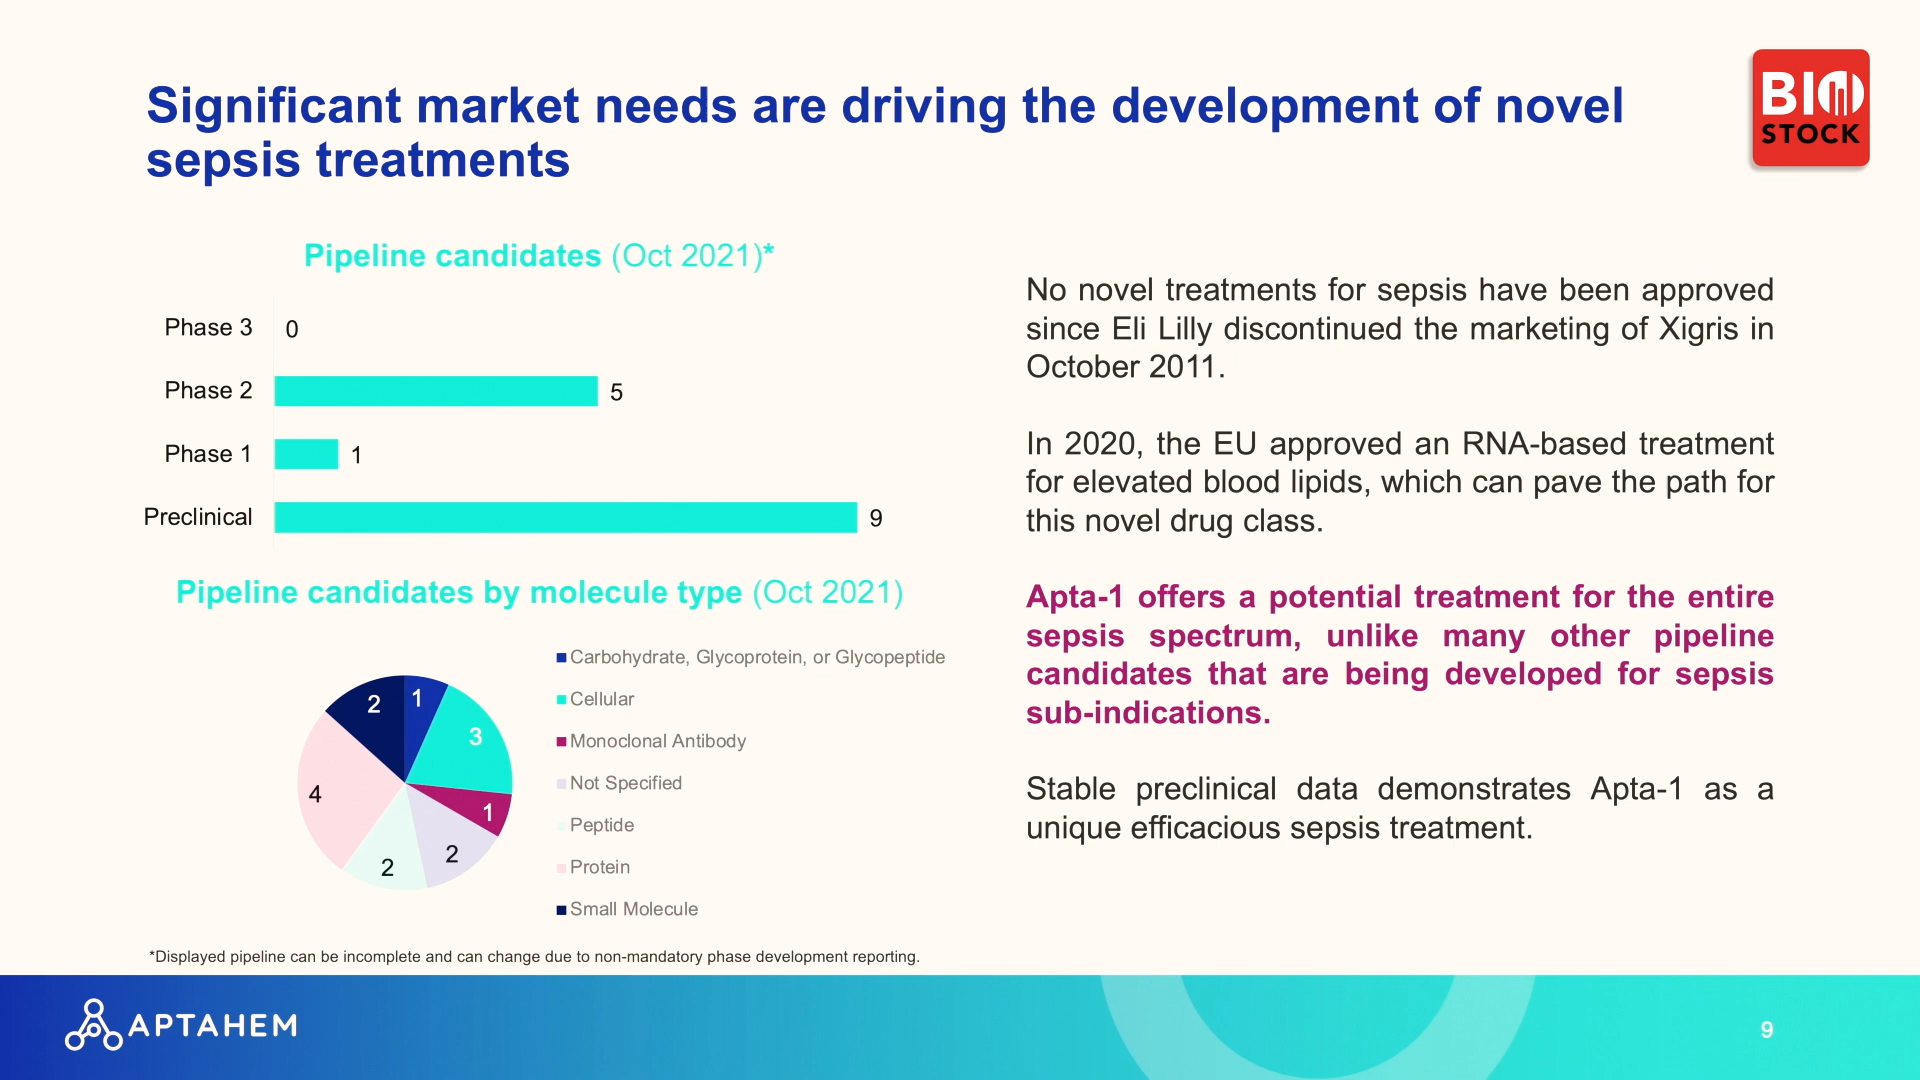 Significant market needs are driving the development of novel
sepsis treatments
BIO
STOCK
Pipeline candidates (Oct 2021)*
Phase 3 0
Phase 2 5
Phase 1 1
Preclinical 9
Pipeline candidates by molecule type (Oct 2021)
1
3
1
2
2
4
2
Carbohydrate, Glycoprotein, or Glycopeptide
Cellular
Monoclonal Antibody
Not Specified
Peptide
Protein
Small Molecule
*Displayed pipeline can be incomplete and can change due to non-mandatory phase development reporting.
No novel treatments for sepsis have been approved
since Eli Lilly discontinued the marketing of Xigris in
October 2011.
In 2020, the EU approved an RNA-based treatment
for elevated blood lipids, which can pave the path for
this novel drug class.
Apta-1 offers a potential treatment for the entire
sepsis spectrum, unlike many other pipeline
candidates that are being developed for sepsis
sub-indications.
Stable preclinical data demonstrates Apta-1 as a
unique efficacious sepsis treatment.
APTAHEM
9